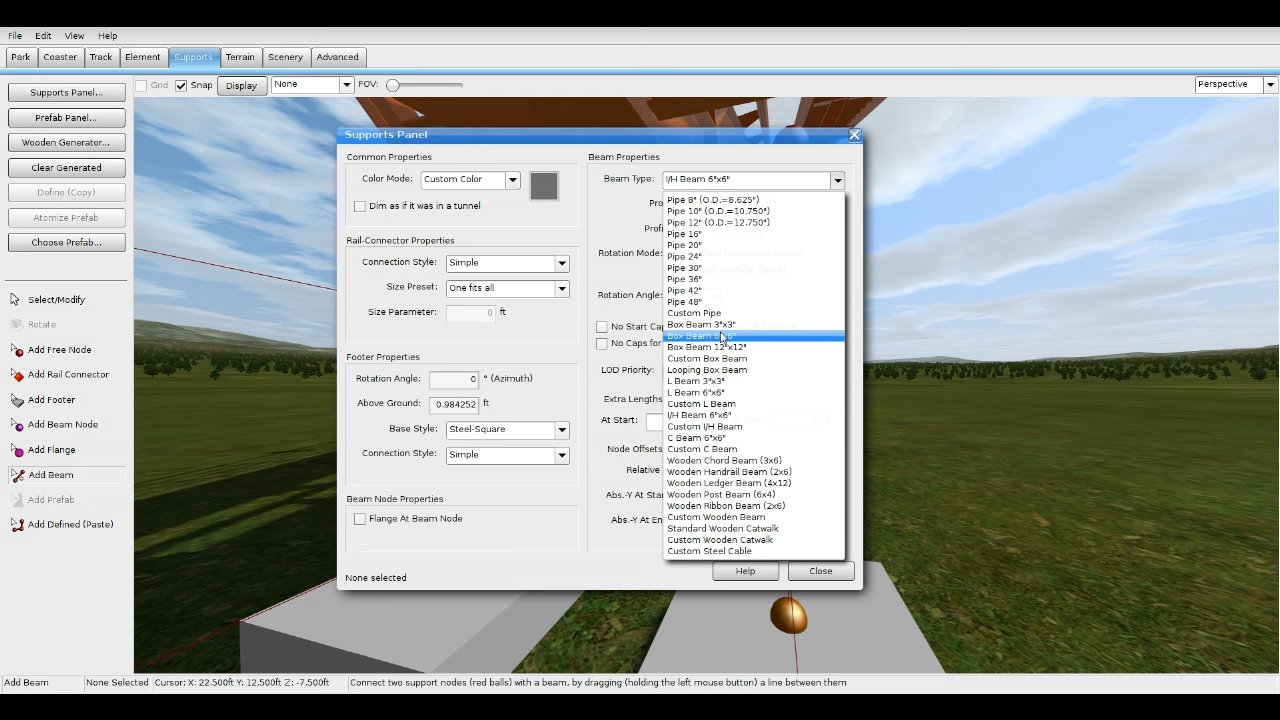 File Edit View Help
Park Coaster Track Element Supports Terrain Scenery Advanced
Supports Panel...
Prefab Panel...
Wooden Generator...
Clear Generated
Define (Copy)
Atomize Prefab
Choose Prefab...
Select/Modify
Rotate
Add Free Node
Add Rail Connector
Add Footer
Add Beam Node
Add Flange
Add Beam
Add Prefab
Add Defined (Paste)
Grid Snap Display None FOV: Perspective
Supports Panel
Common Properties
Color Mode: Custom Color
Dim as if it was in a tunnel
Rail-Connector Properties
Connection Style: Simple
Size Preset: One fits all
Size Parameter: 0 ft
Footer Properties
Rotation Angle: 0 ° (Azimuth)
Above Ground: 0.984252 ft
Base Style: Steel-Square
Connection Style: Simple
Beam Node Properties
Flange At Beam Node
None selected
Beam Properties
Beam Type: I/H Beam 6"x6"
Rotation Mode:
Rotation Angle:
No Start Ca
No Caps for
LOD Priority:
Extra Lengths
At Start:
Node Offsets
Relative
Abs.-Y At Sta
Abs.-Y At En
Pipe 8" (O.D.=8.625")
Pipe 10" (O.D.=10.750")
Pipe 12" (O.D.=12.750")
Pipe 16"
Pipe 20"
Pipe 24"
Pipe 30"
Pipe 36"
Pipe 42"
Pipe 48"
Custom Pipe
Box Beam 3"x3"
Box Beam
Box Beam 12"x12"
Custom Box Beam
Looping Box Beam
L Beam 3"x3"
L Beam 6"x6"
Custom L Beam
I/H Beam 6"x6"
Custom I/H Beam
C Beam 6"x6"
Custom C Beam
Wooden Chord Beam (3x6)
Wooden Handrail Beam (2x6)
Wooden Ledger Beam (4x12)
Wooden Post Beam (6x4)
Wooden Ribbon Beam (2x6)
Custom Wooden Beam
Standard Wooden Catwalk
Custom Wooden Catwalk
Custom Steel Cable
Help Close
Add Beam None Selected Cursor: X: 22.500ft Y: 12.500ft Z: -7.500ft Connect two support nodes (red balls) with a beam, by dragging (holding the left mouse button) a line between them